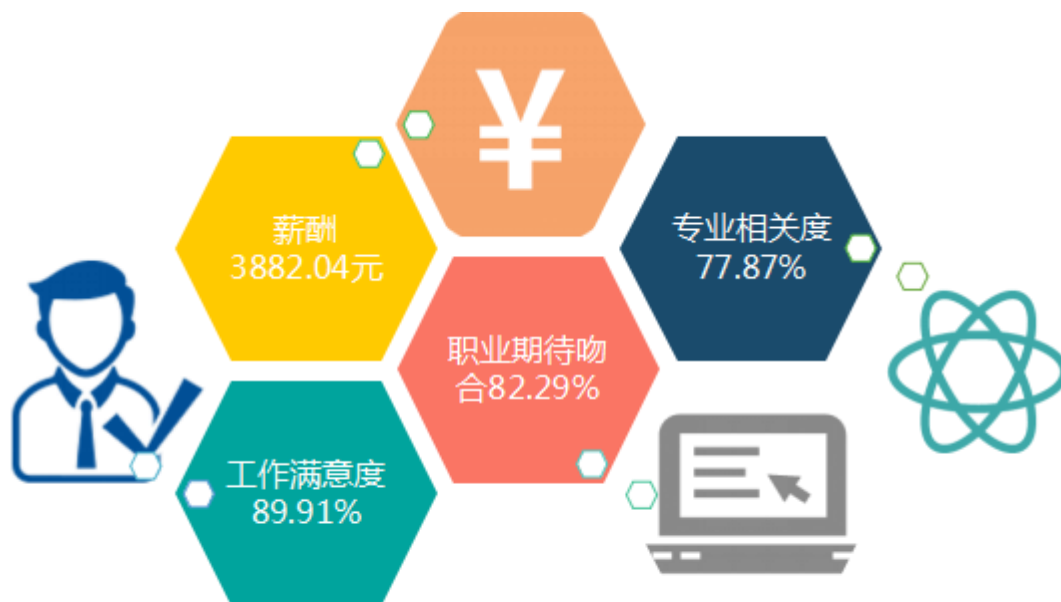 ¥
薪酬
3882.04元
专业相关度
77.87%
职业期待吻
合82.29%
工作满意度
89.91%